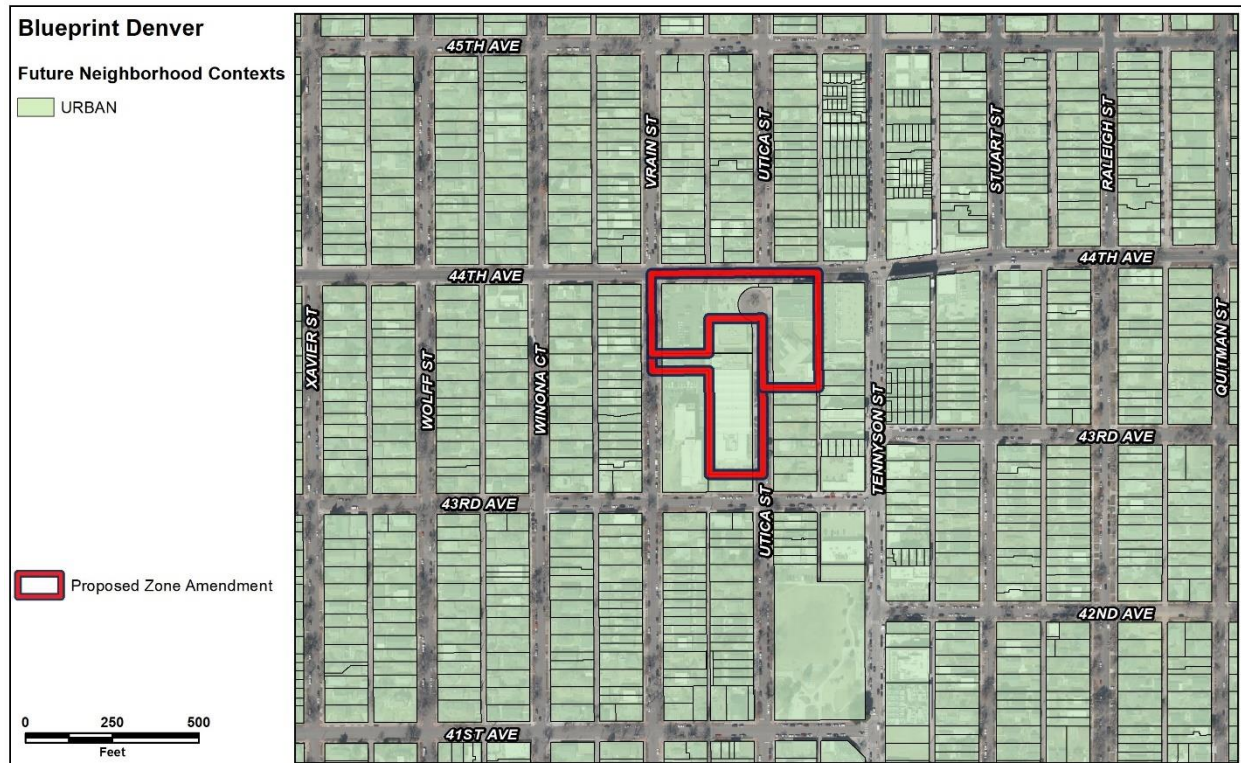 Blueprint Denver
Future Neighborhood Contexts
URBAN
Proposed Zone Amendment
0 250 500
Feet
45TH AVE
VRAIN ST
UTICA ST
STUART ST
RALEIGH ST
44TH AVE
44TH AVE
XAVIER ST
WOLFF ST
WINONA CT
TENNYSON ST
QUITMAN ST
43RD AVE
43RD AVE
UTICA ST
42ND AVE
41ST AVE